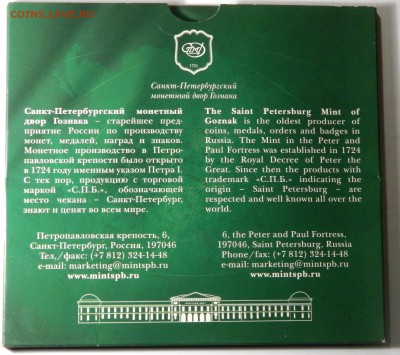 COINS.LAVE.RU
1724
Санкт-Петербургский
монетный двор Гознака
Санкт-Петербургский монетный
двор Гознака – старейшее пред-
приятие России по производству
монет, медалей, наград и знаков.
Монетное производство в Петро-
павловской крепости было открыто
в 1724 году именным указом Петра I.
С тех пор, продукцию с торговой
маркой «С.П.Б.», обозначающей
место чекана – Санкт-Петербург,
знают и ценят во всем мире.
The Saint Petersburg Mint of
Goznak is the oldest producer of
coins, medals, orders and badges in
Russia. The Mint in the Peter and
Paul Fortress was established in 1724
by the Royal Decree of Peter the
Great. Since then the products with
trademark «С.П.Б.” indicating the
origin – Saint Petersburg – are
respected and well known all over the
world.
Петропавловская крепость, 6,
Санкт-Петербург, Россия, 197046
Тел./факс: (+7 812) 324-14-48
e-mail: marketing@mintspb.ru
www.mintspb.ru
6, the Peter and Paul Fortress,
197046, Saint Petersburg, Russia
Phone/fax: (+7 812) 324-14-48
e-mail: marketing@mintspb.ru
www.mintspb.ru